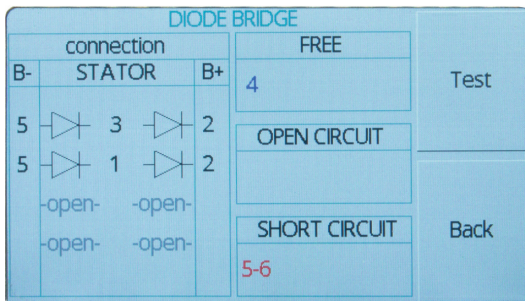 DIODE BRIDGE
connection
B- STATOR B+
5 3 2
5 1 2
-open- -open-
-open- -open-
FREE
4
OPEN CIRCUIT
SHORT CIRCUIT
5-6
Test
Back